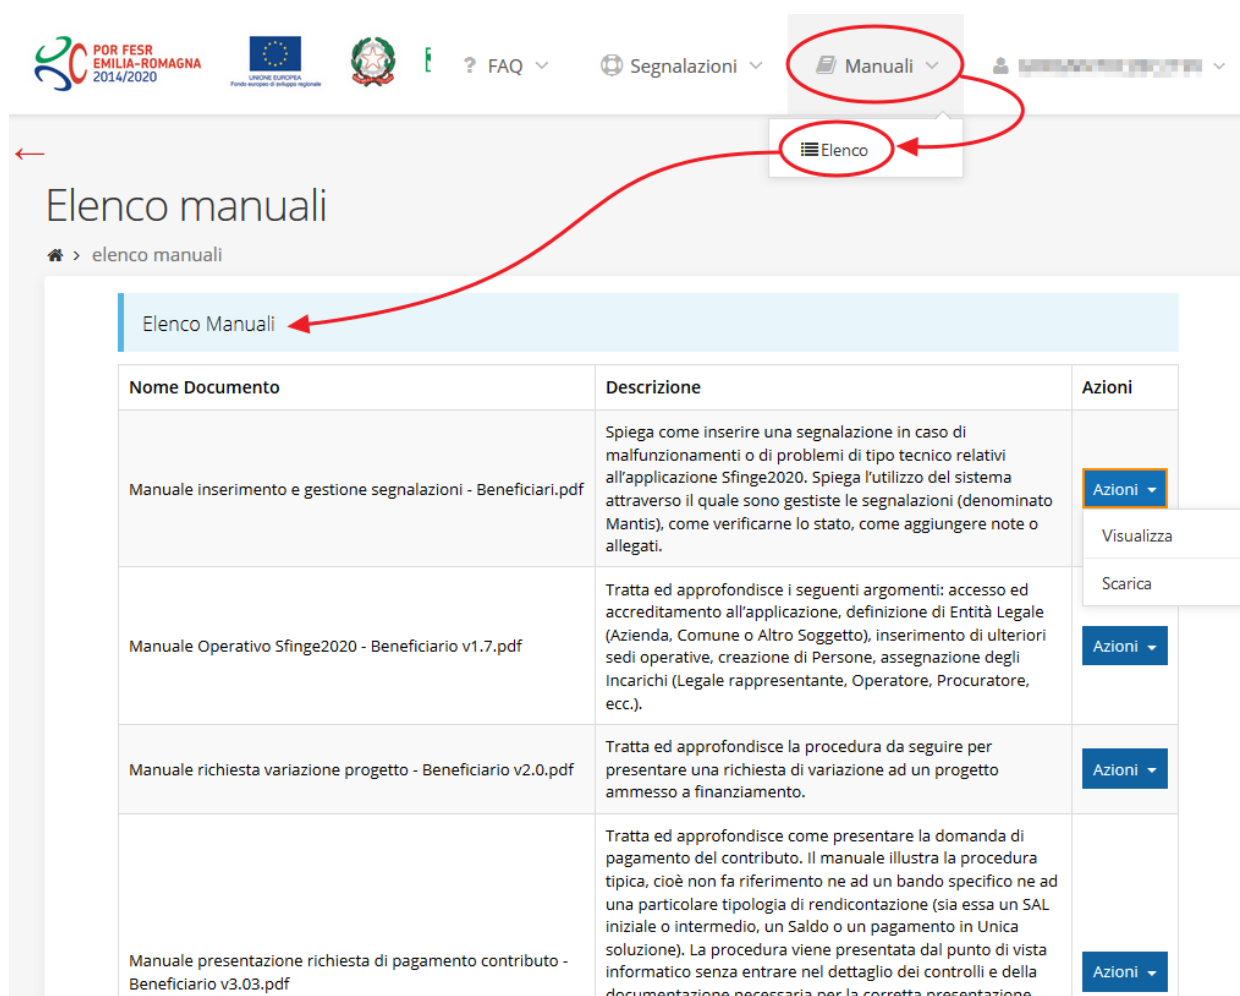 POR FESR
EMILIA-ROMAGNA
2014/2020
UNIONE EUROPEA
Fondo europeo di sviluppo regionale
? FAQ
Segnalazioni
Manuali
Elenco
Elenco manuali
> elenco manuali
Elenco Manuali
Nome Documento
Descrizione
Azioni
Manuale inserimento e gestione segnalazioni - Beneficiari.pdf
Spiega come inserire una segnalazione in caso di
malfunzionamenti o di problemi di tipo tecnico relativi
all’applicazione Sfinge2020. Spiega l’utilizzo del sistema
attraverso il quale sono gestiste le segnalazioni (denominato
Mantis), come verificarne lo stato, come aggiungere note o
allegati.
Azioni
Visualizza
Scarica
Manuale Operativo Sfinge2020 - Beneficiario v1.7.pdf
Tratta ed approfondisce i seguenti argomenti: accesso ed
accreditamento all’applicazione, definizione di Entità Legale
(Azienda, Comune o Altro Soggetto), inserimento di ulteriori
sedi operative, creazione di Persone, assegnazione degli
Incarichi (Legale rappresentante, Operatore, Procuratore,
ecc.).
Azioni
Manuale richiesta variazione progetto - Beneficiario v2.0.pdf
Tratta ed approfondisce la procedura da seguire per
presentare una richiesta di variazione ad un progetto
ammesso a finanziamento.
Azioni
Manuale presentazione richiesta di pagamento contributo -
Beneficiario v3.03.pdf
Tratta ed approfondisce come presentare la domanda di
pagamento del contributo. Il manuale illustra la procedura
tipica, cioè non fa riferimento ne ad un bando specifico ne ad
una particolare tipologia di rendicontazione (sia essa un SAL
iniziale o intermedio, un Saldo o un pagamento in Unica
soluzione). La procedura viene presentata dal punto di vista
informatico senza entrare nel dettaglio dei controlli e della
documentazione necessaria per la corretta presentazione
Azioni